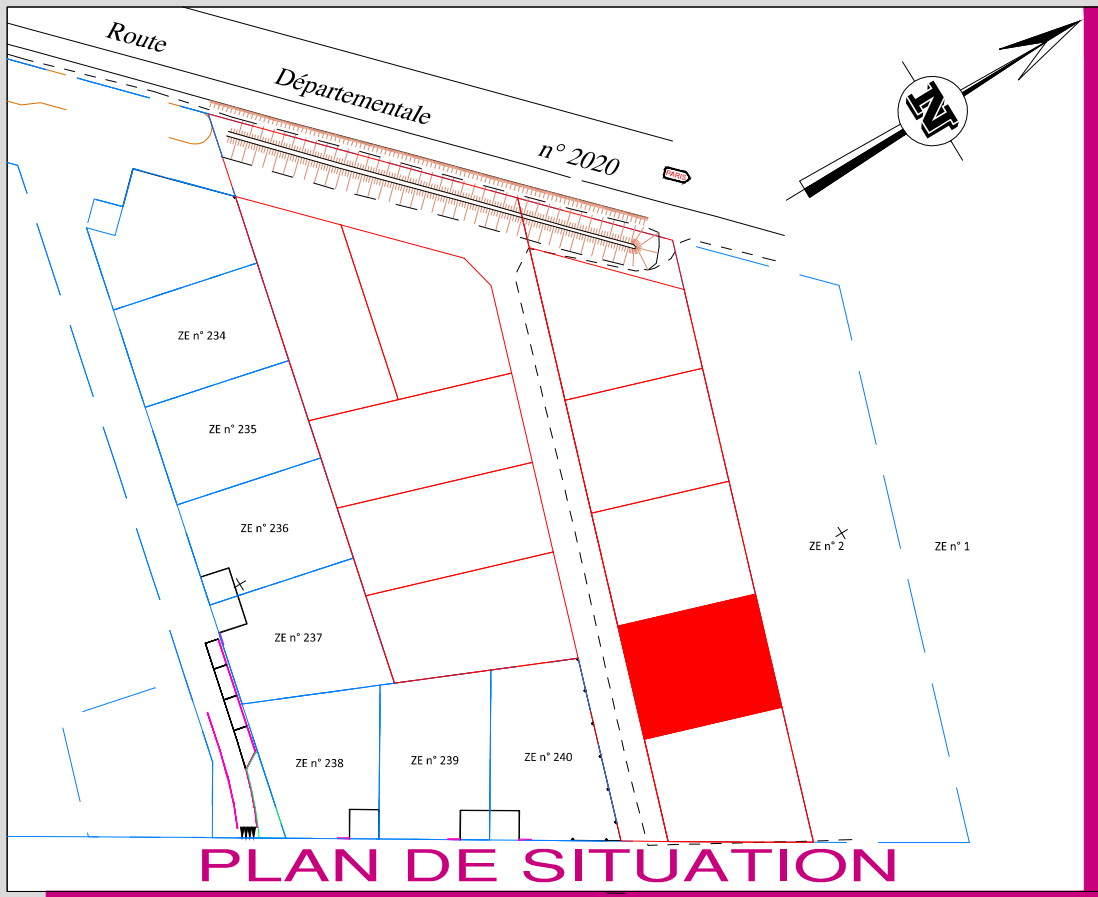 Route
Départementale
n° 2020
PARIS
N
ZE n° 234
ZE n° 235
ZE n° 236
ZE n° 237
ZE n° 238
ZE n° 239
ZE n° 240
ZE n° 2
ZE n° 1
PLAN DE SITUATION